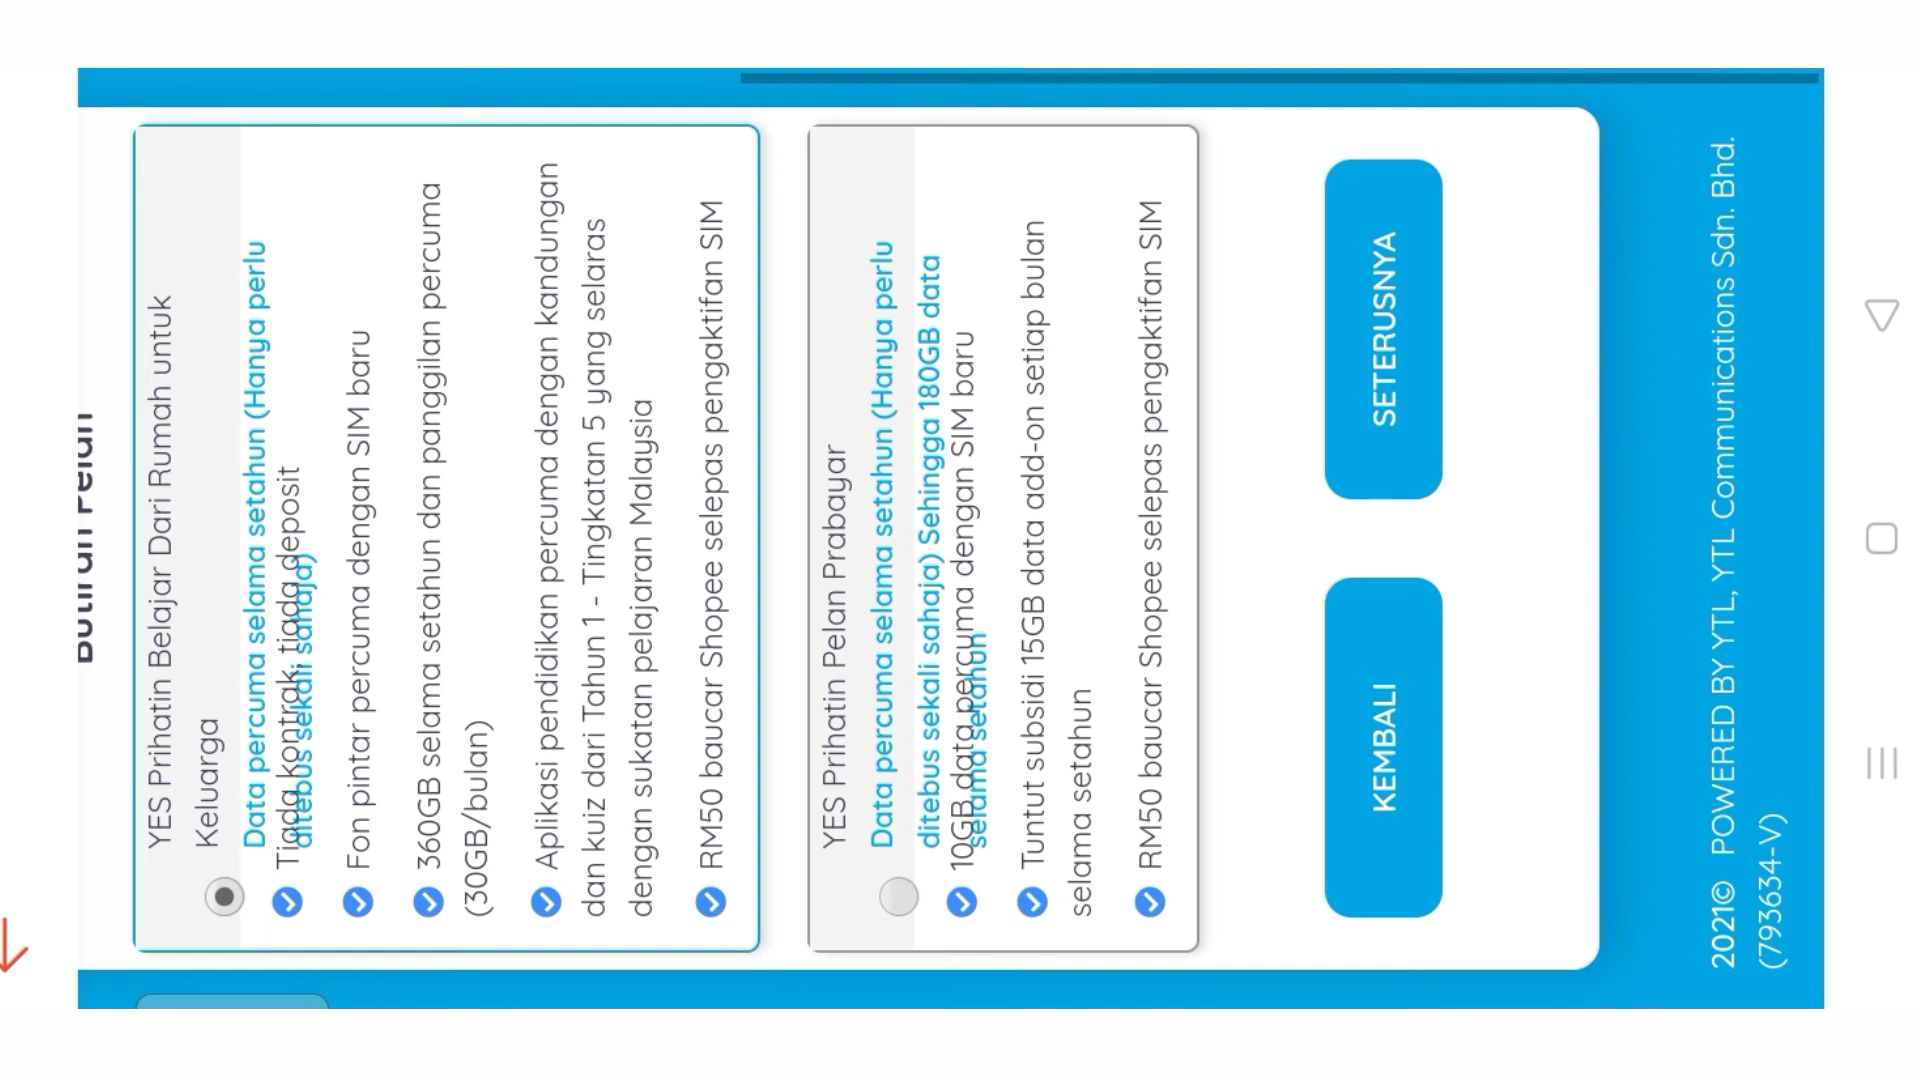 Butiran Pelan
YES Prihatin Belajar Dari Rumah untuk
Keluarga
Data percuma selama setahun (Hanya perlu
ditebus sekali sahaja)
Tiada kontrak, tiada deposit
Fon pintar percuma dengan SIM baru
360GB selama setahun dan panggilan percuma
(30GB/bulan)
Aplikasi pendidikan percuma dengan kandungan
dan kuiz dari Tahun 1 - Tingkatan 5 yang selaras
dengan sukatan pelajaran Malaysia
RM50 baucar Shopee selepas pengaktifan SIM
YES Prihatin Pelan Prabayar
Data percuma selama setahun (Hanya perlu
ditebus sekali sahaja) Sehingga 180GB data
selama setahun
10GB data percuma dengan SIM baru
Tuntut subsidi 15GB data add-on setiap bulan
selama setahun
RM50 baucar Shopee selepas pengaktifan SIM
KEMBALI
SETERUSNYA
2021© POWERED BY YTL, YTL Communications Sdn. Bhd.
(793634-V)